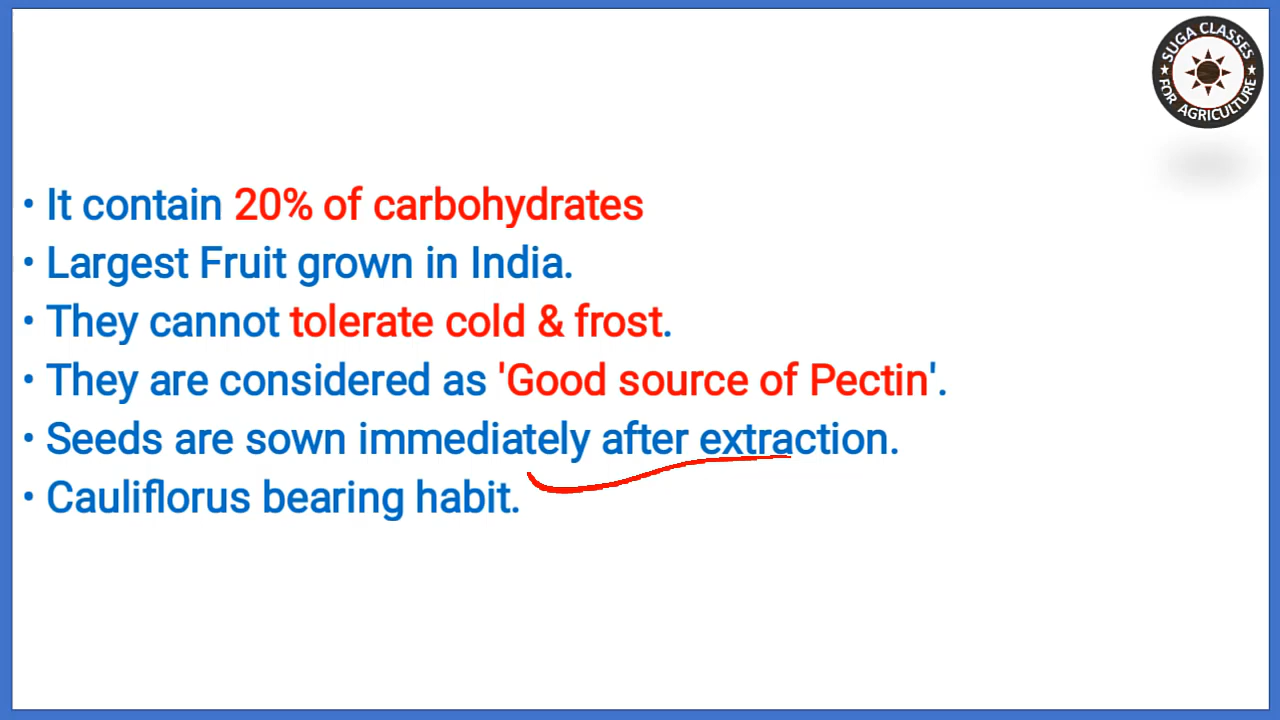 SUGA CLASSES
FOR AGRICULTURE
• It contain 20% of carbohydrates
• Largest Fruit grown in India.
• They cannot tolerate cold & frost.
• They are considered as 'Good source of Pectin'.
• Seeds are sown immediately after extraction.
• Cauliflorus bearing habit.